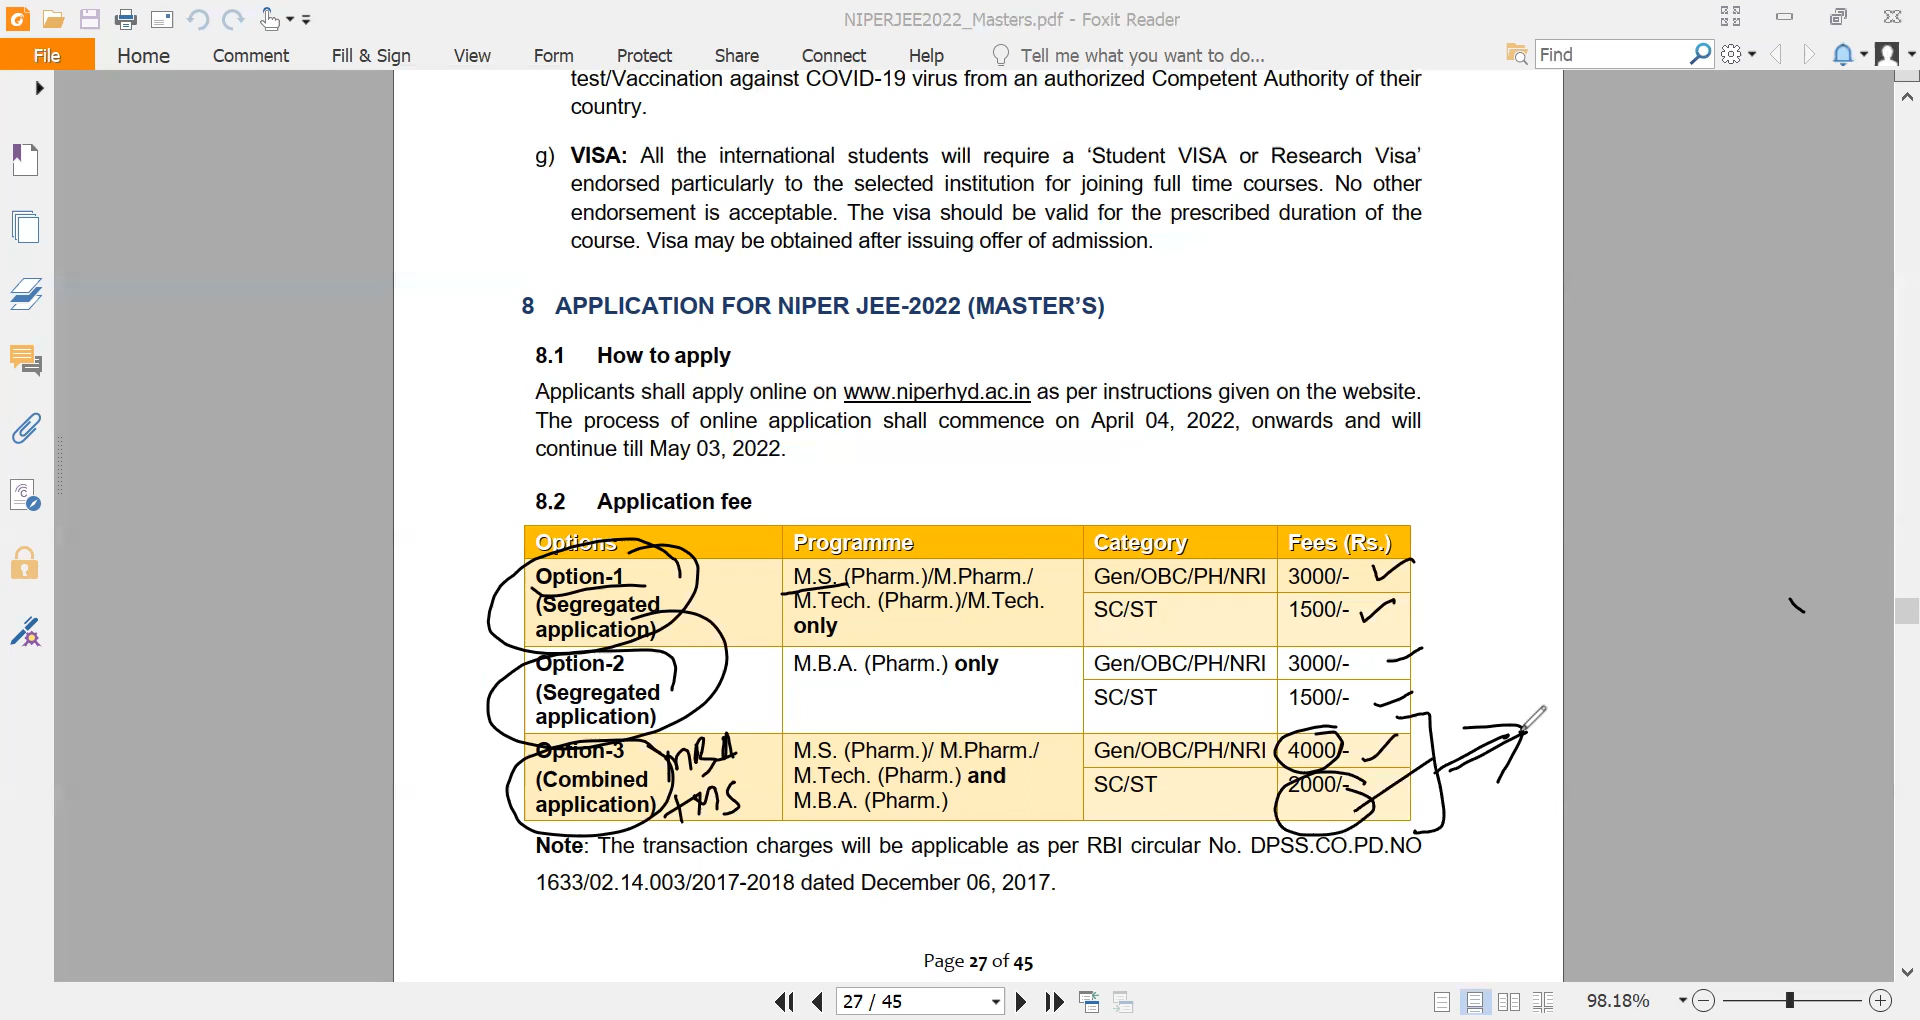 NIPERJEE2022_Masters.pdf - Foxit Reader
File Home Comment Fill & Sign View Form Protect Share Connect Help Tell me what you want to do... Find
test/Vaccination against COVID-19 virus from an authorized Competent Authority of their
country.
g) VISA: All the international students will require a ‘Student VISA or Research Visa’
endorsed particularly to the selected institution for joining full time courses. No other
endorsement is acceptable. The visa should be valid for the prescribed duration of the
course. Visa may be obtained after issuing offer of admission.
8 APPLICATION FOR NIPER JEE-2022 (MASTER’S)
8.1 How to apply
Applicants shall apply online on www.niperhyd.ac.in as per instructions given on the website.
The process of online application shall commence on April 04, 2022, onwards and will
continue till May 03, 2022.
8.2 Application fee
Options Programme Category Fees (Rs.)
Option-1 M.S. (Pharm.)/M.Pharm./ Gen/OBC/PH/NRI 3000/-
(Segregated M.Tech. (Pharm.)/M.Tech. SC/ST 1500/-
application) only
Option-2 M.B.A. (Pharm.) only Gen/OBC/PH/NRI 3000/-
(Segregated SC/ST 1500/-
application)
Option-3 MBA M.S. (Pharm.)/ M.Pharm./ Gen/OBC/PH/NRI 4000/-
(Combined M.Tech. (Pharm.) and SC/ST 2000/-
application) +MS M.B.A. (Pharm.)
Note: The transaction charges will be applicable as per RBI circular No. DPSS.CO.PD.NO
1633/02.14.003/2017-2018 dated December 06, 2017.
Page 27 of 45
27 / 45 98.18%